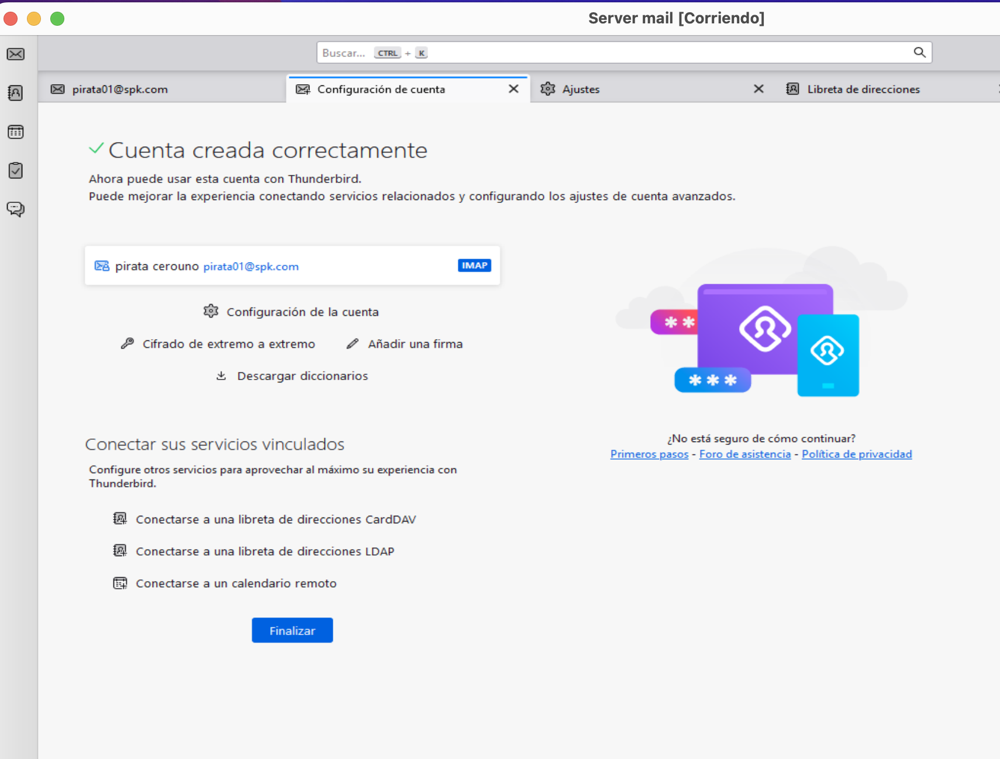 Server mail [Corriendo]
Buscar... CTRL + K
pirata01@spk.com
Configuración de cuenta
Ajustes
Libreta de direcciones
Cuenta creada correctamente
Ahora puede usar esta cuenta con Thunderbird.
Puede mejorar la experiencia conectando servicios relacionados y configurando los ajustes de cuenta avanzados.
pirata cerouno pirata01@spk.com IMAP
Configuración de la cuenta
Cifrado de extremo a extremo
Añadir una firma
Descargar diccionarios
Conectar sus servicios vinculados
Configure otros servicios para aprovechar al máximo su experiencia con
Thunderbird.
Conectarse a una libreta de direcciones CardDAV
Conectarse a una libreta de direcciones LDAP
Conectarse a un calendario remoto
Finalizar
** 
***
¿No está seguro de cómo continuar?
Primeros pasos - Foro de asistencia - Política de privacidad